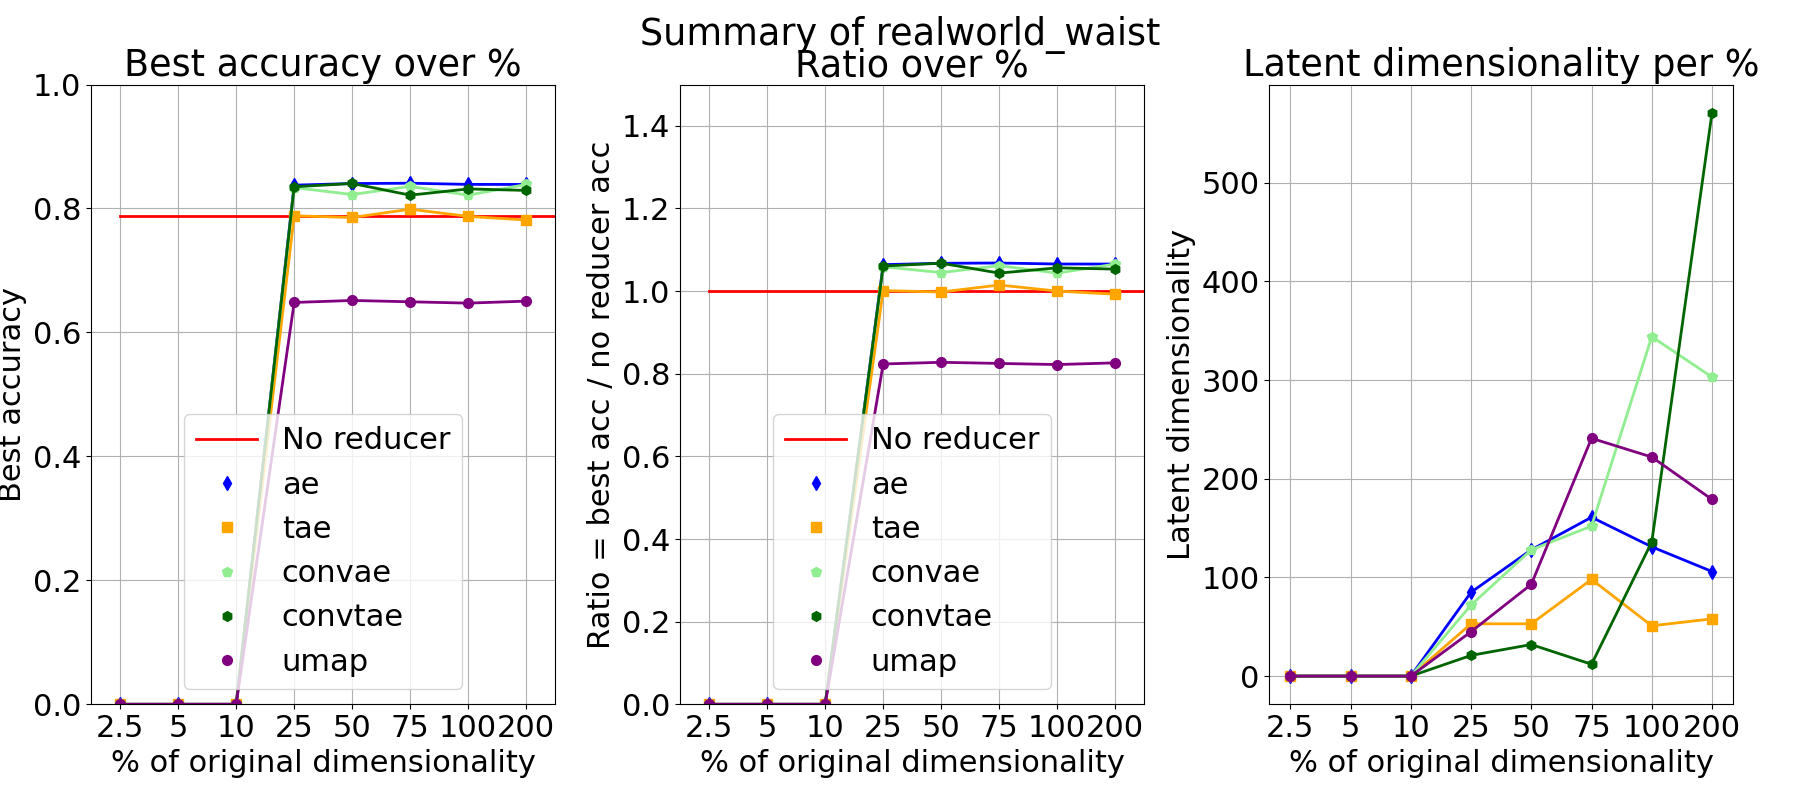 Summary of realworld_waist
Best accuracy over %
Best accuracy
1.0
0.8
0.6
0.4
0.2
0.0
No reducer
ae
tae
convae
convtae
umap
2.5 5 10 25 50 75 100 200
% of original dimensionality
Ratio over %
Ratio = best acc / no reducer acc
1.4
1.2
1.0
0.8
0.6
0.4
0.2
0.0
No reducer
ae
tae
convae
convtae
umap
2.5 5 10 25 50 75 100 200
% of original dimensionality
Latent dimensionality per %
Latent dimensionality
500
400
300
200
100
0
2.5 5 10 25 50 75 100 200
% of original dimensionality